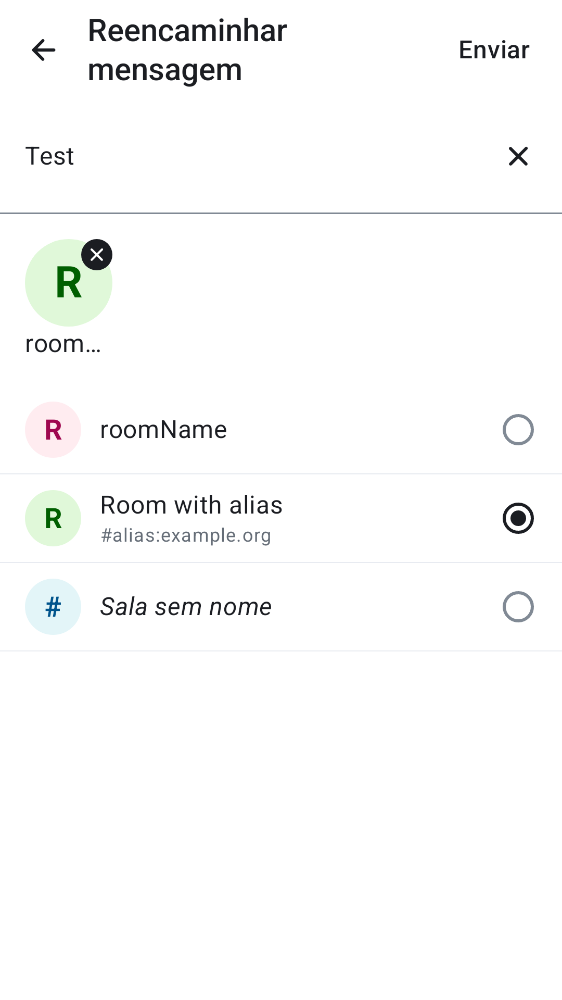 Reencaminhar
mensagem
Enviar
Test
R
room...
R
roomName
R
Room with alias
#alias:example.org
#
Sala sem nome